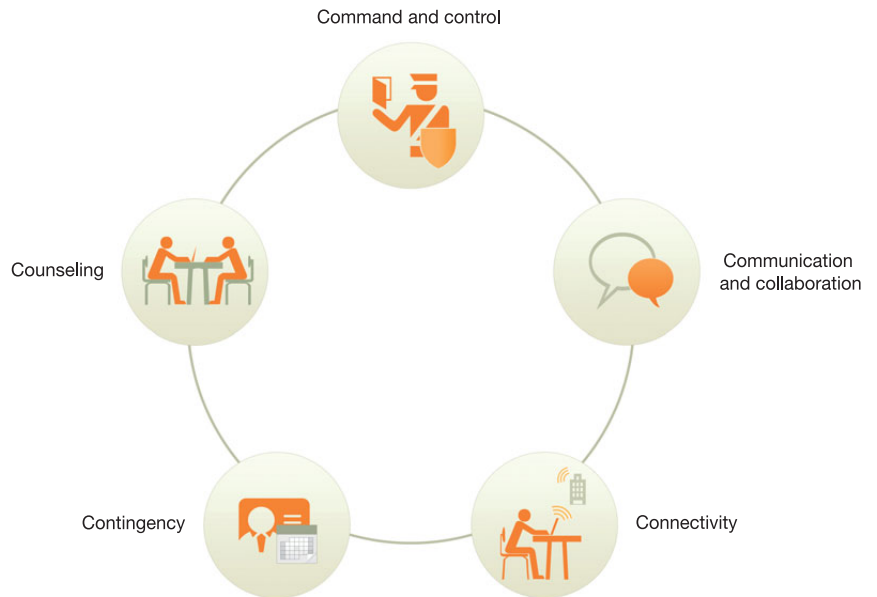 Command and control
Communication
and collaboration
Counseling
Contingency
Connectivity